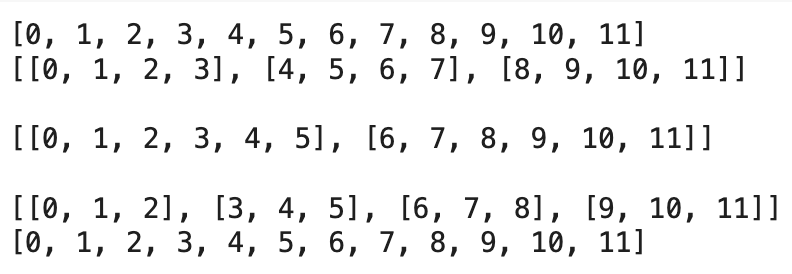 [0, 1, 2, 3, 4, 5, 6, 7, 8, 9, 10, 11]
[[0, 1, 2, 3], [4, 5, 6, 7], [8, 9, 10, 11]]
[[0, 1, 2, 3, 4, 5], [6, 7, 8, 9, 10, 11]]
[[0, 1, 2], [3, 4, 5], [6, 7, 8], [9, 10, 11]]
[0, 1, 2, 3, 4, 5, 6, 7, 8, 9, 10, 11]